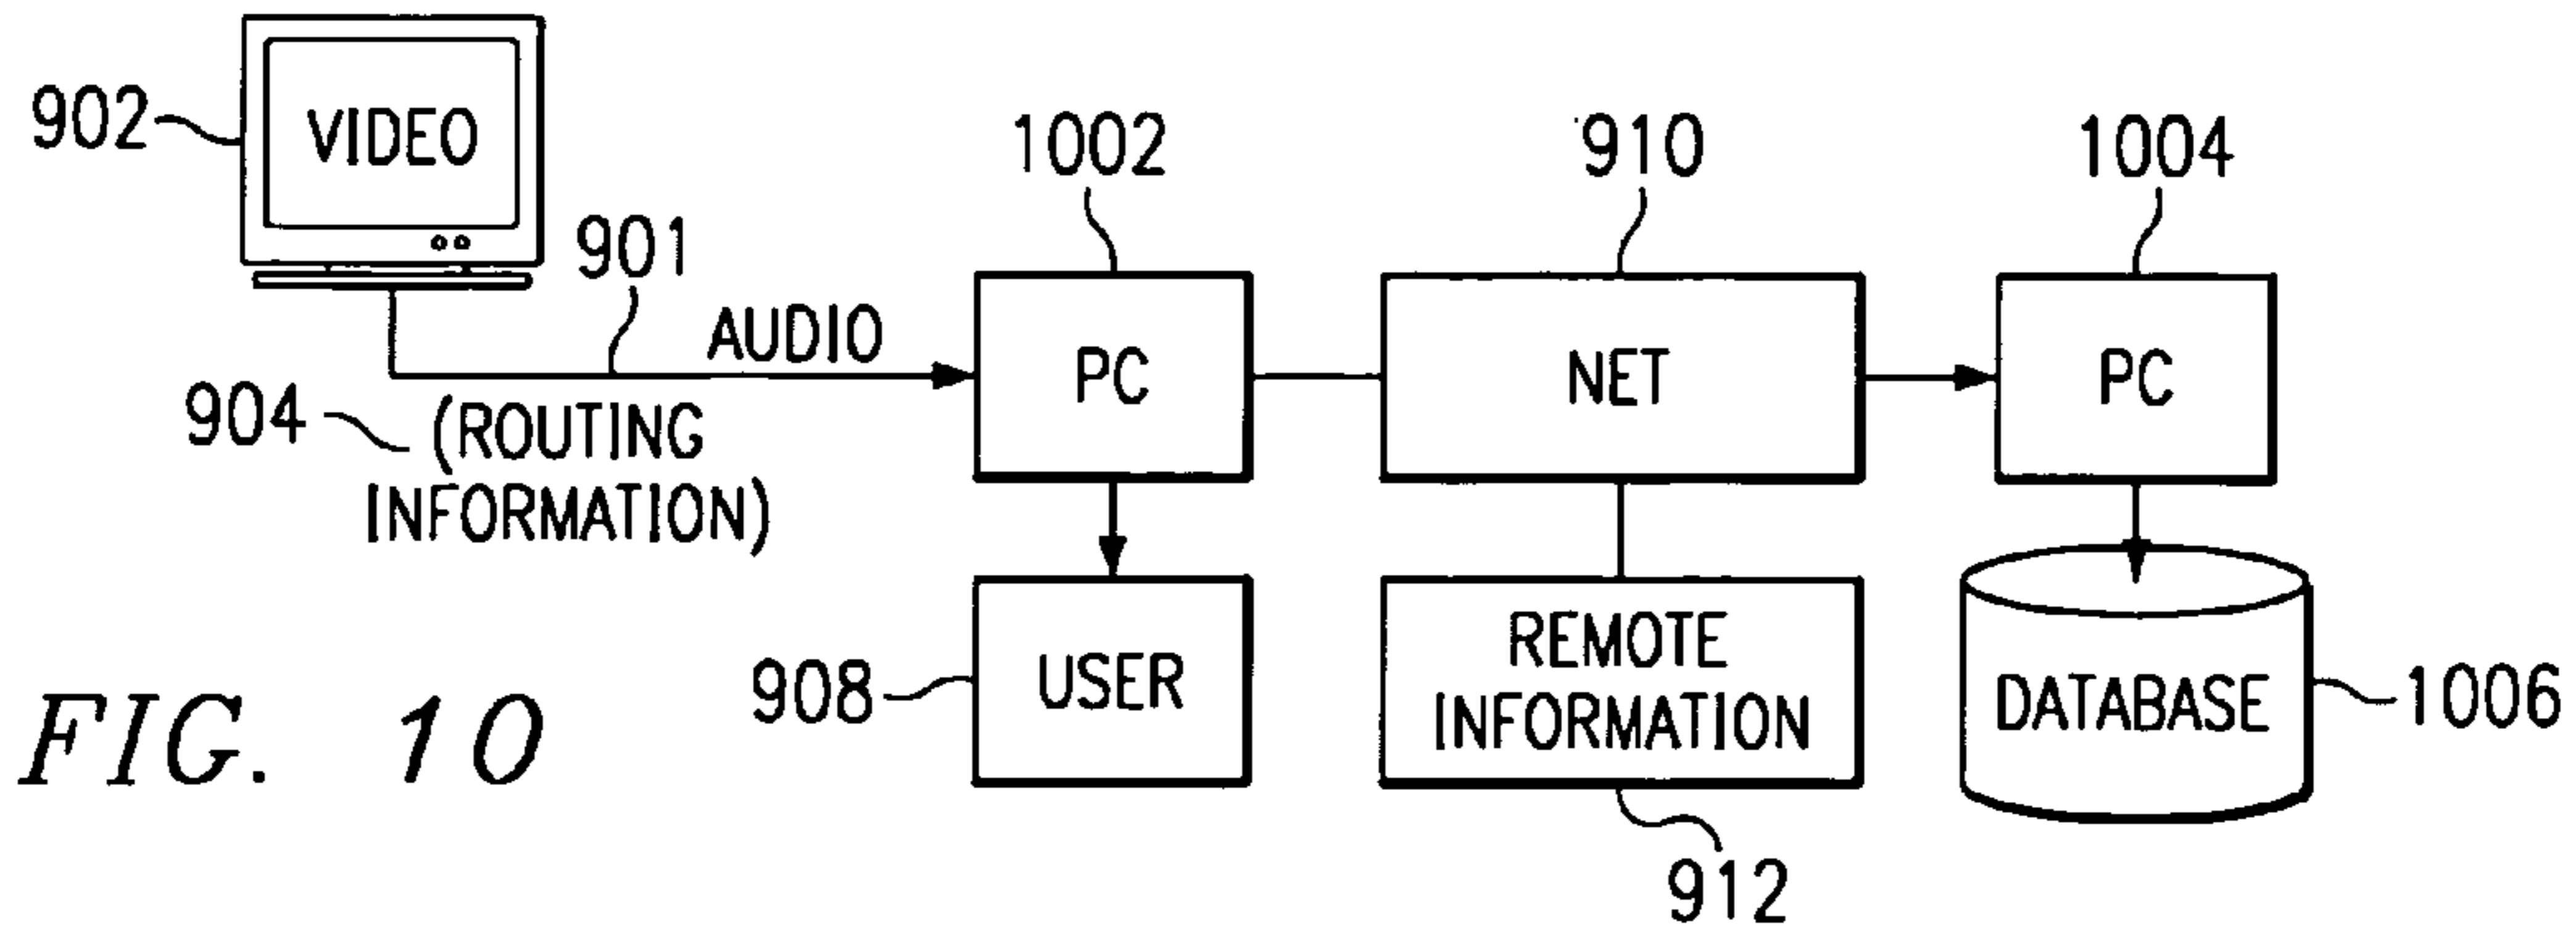 902
VIDEO
901
AUDIO
904
(ROUTING
INFORMATION)
1002
PC
910
NET
1004
PC
908
USER
REMOTE
INFORMATION
912
DATABASE
1006
FIG. 10